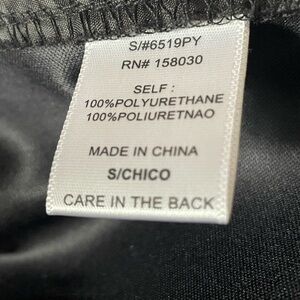 S/#6519PY
RN# 158030
SELF :
100%POLYURETHANE
100%POLIURETNAO
MADE IN CHINA
S/CHICO
CARE IN THE BACK